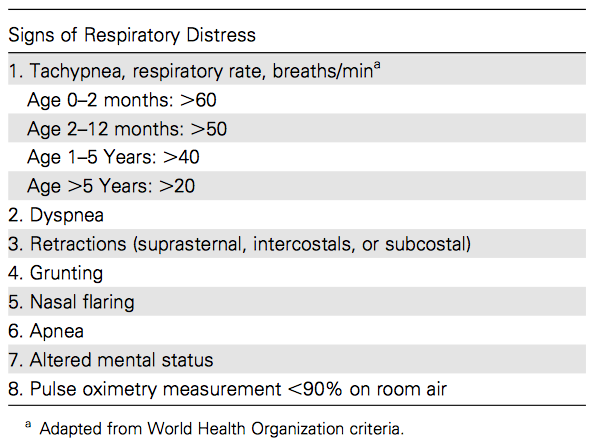 Signs of Respiratory Distress
1. Tachypnea, respiratory rate, breaths/minᵃ
Age 0–2 months: >60
Age 2–12 months: >50
Age 1–5 Years: >40
Age >5 Years: >20
2. Dyspnea
3. Retractions (suprasternal, intercostals, or subcostal)
4. Grunting
5. Nasal flaring
6. Apnea
7. Altered mental status
8. Pulse oximetry measurement <90% on room air
ᵃ Adapted from World Health Organization criteria.